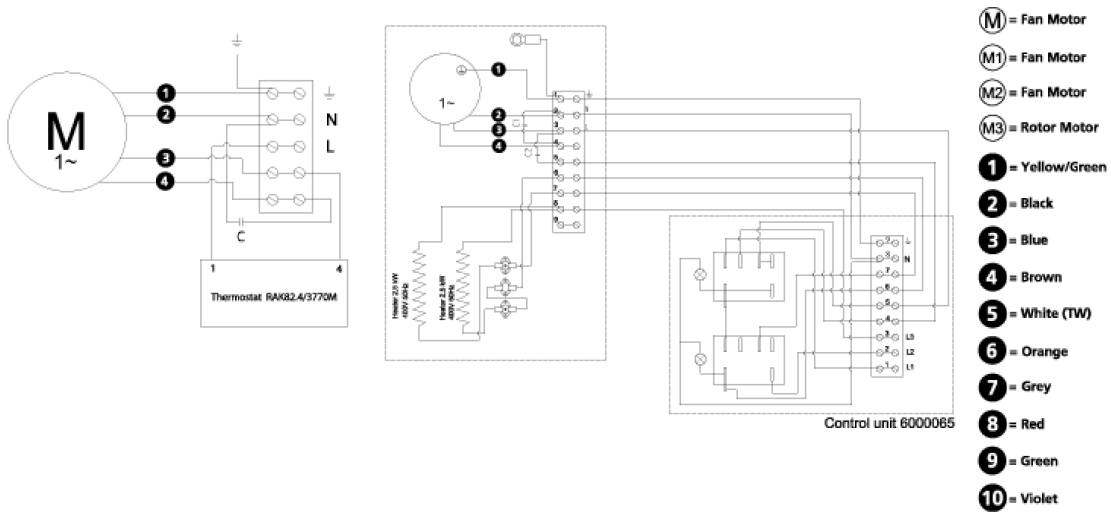 M
1~
1
2
3
4
N
L
C
1 4
Thermostat RAK82.4/3770M
1~
1
2
3
4
1
2
3
4
5
6
7
8
9
Heater 2,5 kW
400V 50Hz
Heater 2,5 kW
400V 50Hz
9
8 N
7
6
5
4
3 L3
2 L2
1 L1
Control unit 6000065
M = Fan Motor
M1 = Fan Motor
M2 = Fan Motor
M3 = Rotor Motor
1 = Yellow/Green
2 = Black
3 = Blue
4 = Brown
5 = White (TW)
6 = Orange
7 = Grey
8 = Red
9 = Green
10 = Violet